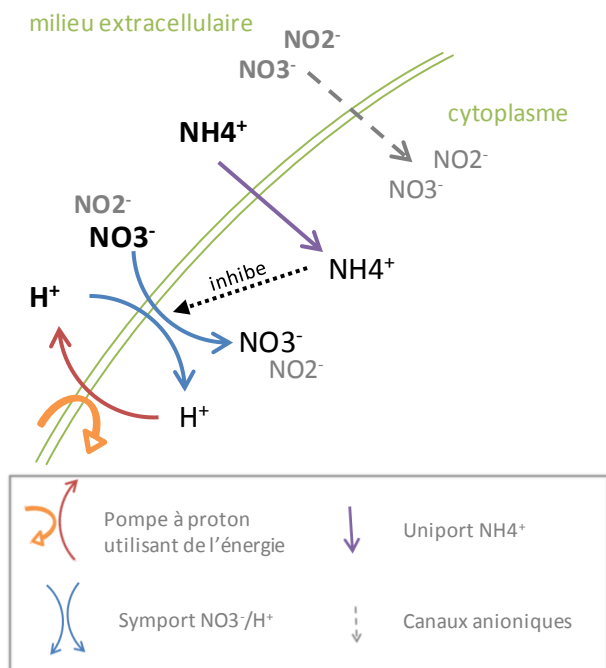 milieu extracellulaire
NO2⁻
NO3⁻
cytoplasme
NO2⁻
NO3⁻
NH4⁺
NO2⁻
NO3⁻
inhibe
NH4⁺
H⁺
NO3⁻
NO2⁻
H⁺
Pompe à proton
utilisant de l'énergie
Uniport NH4⁺
Symport NO3⁻/H⁺
Canaux anioniques